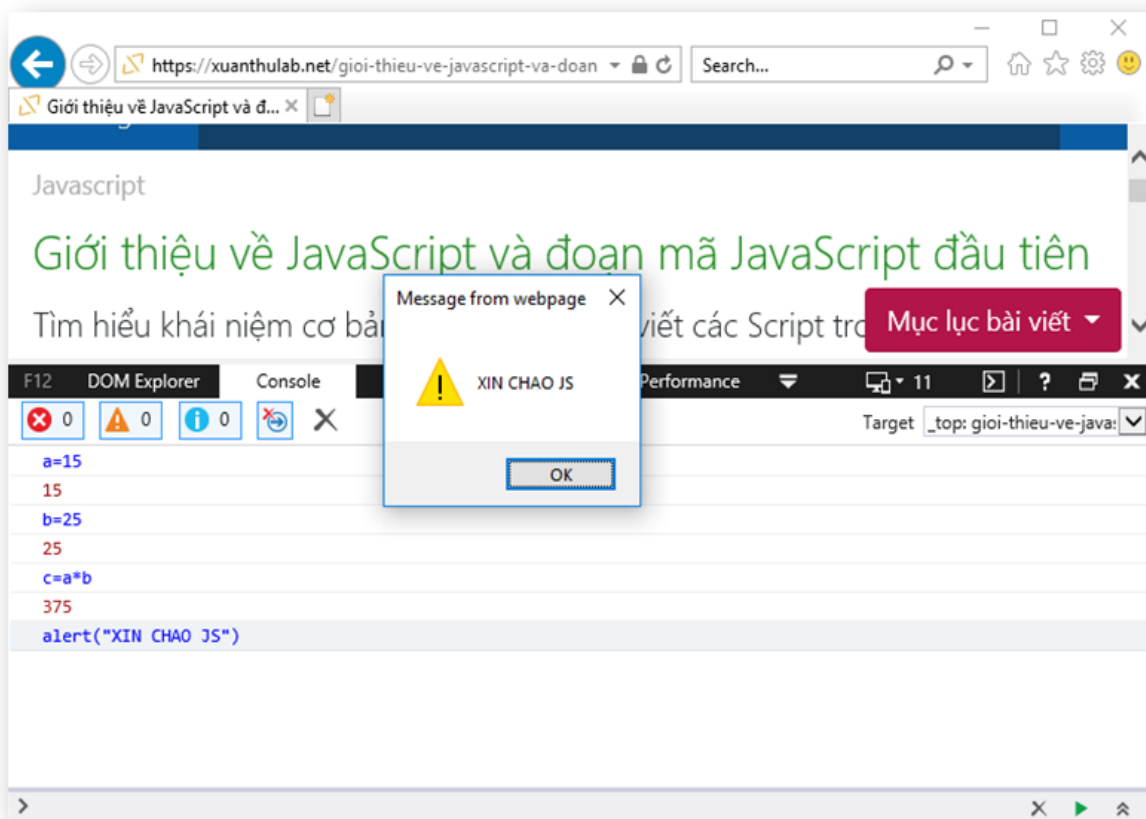 https://xuanthulab.net/gioi-thieu-ve-javascript-va-doan
Search...
Giới thiệu về JavaScript và đ...
Javascript
Giới thiệu về JavaScript và đoạn mã JavaScript đầu tiên
Tìm hiểu khái niệm cơ viết các Script
Mục lục bài viết
Message from webpage
XIN CHAO JS
OK
F12 DOM Explorer Console Performance 11 ?
0 0 0 Target _top: gioi-thieu-ve-java:
a=15
15
b=25
25
c=a*b
375
alert("XIN CHAO JS")